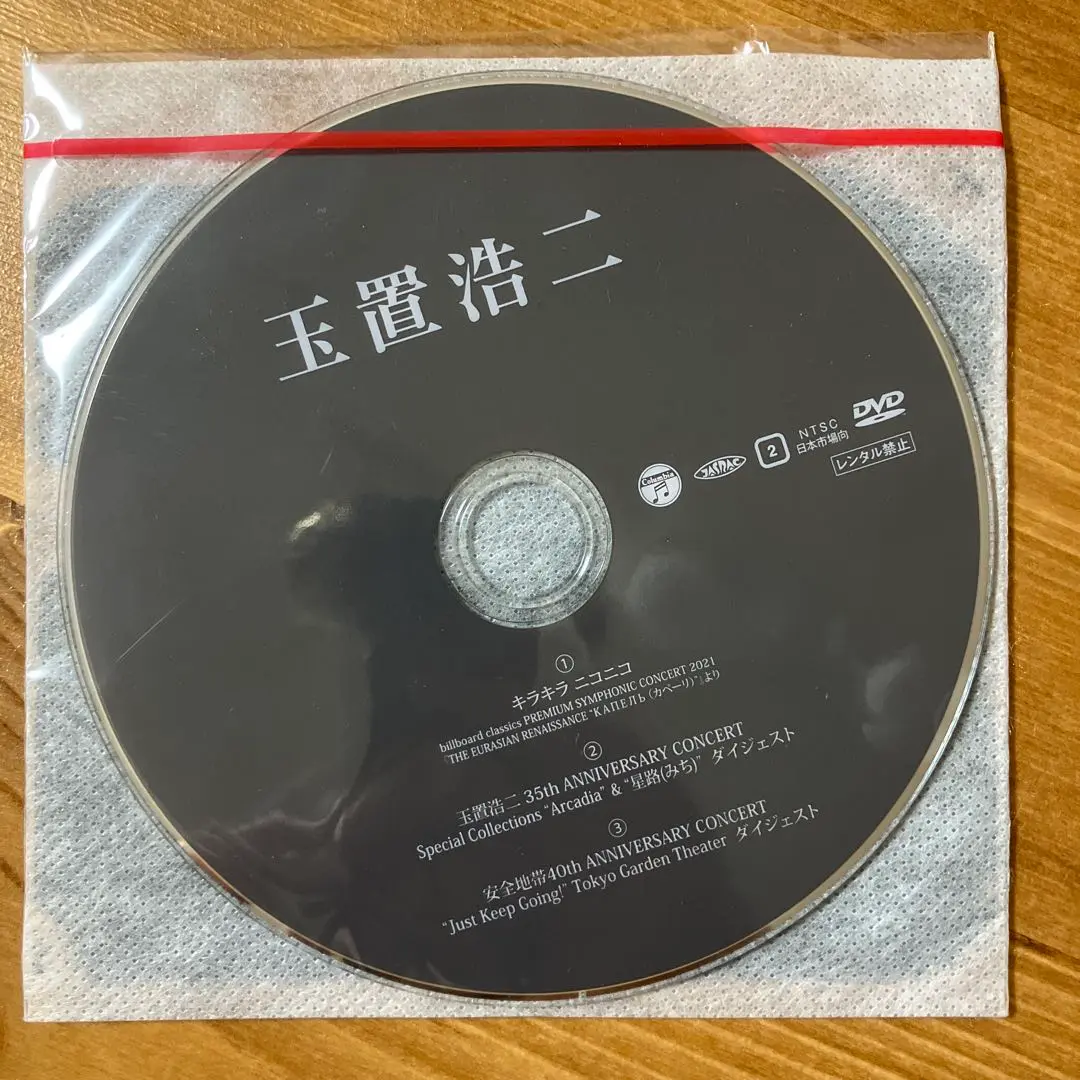 玉置浩二
Columbia
JASRAC
2
NTSC
日本市場向
DVD
レンタル禁止
①
キラキラ ニコニコ
billboard classics PREMIUM SYMPHONIC CONCERT 2021
「THE EURASIAN RENAISSANCE “КАПЕЛЬ（カペーリ）”」より
②
玉置浩二 35th ANNIVERSARY CONCERT
Special Collections “Arcadia” & “星路(みち)” ダイジェスト
③
安全地帯40th ANNIVERSARY CONCERT
“Just Keep Going!” Tokyo Garden Theater ダイジェスト